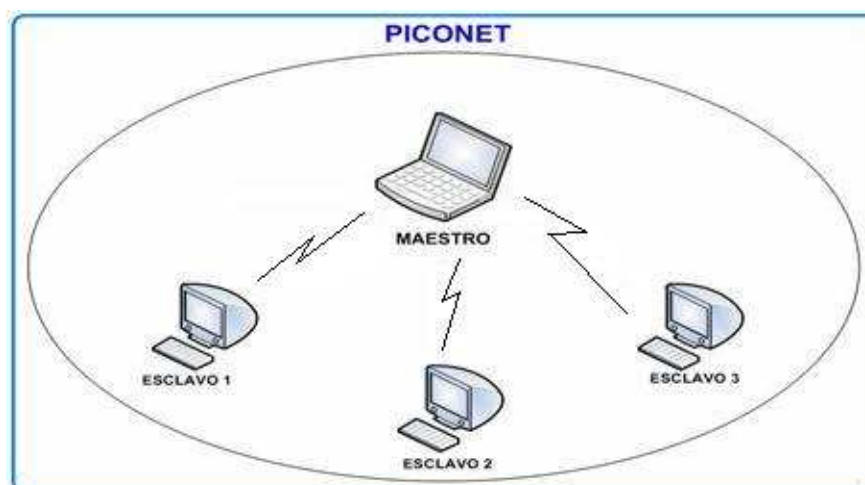 PICONET
MAESTRO
ESCLAVO 1
ESCLAVO 3
ESCLAVO 2